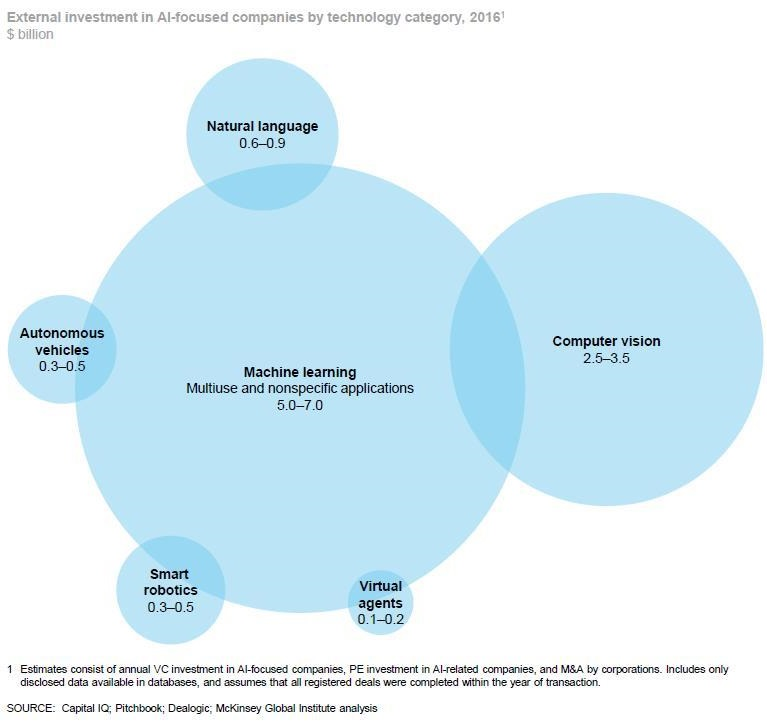 External investment in AI-focused companies by technology category, 2016¹
$ billion
Natural language
0.6–0.9
Autonomous
vehicles
0.3–0.5
Machine learning
Multiuse and nonspecific applications
5.0–7.0
Computer vision
2.5–3.5
Smart
robotics
0.3–0.5
Virtual
agents
0.1–0.2
1 Estimates consist of annual VC investment in AI-focused companies, PE investment in AI-related companies, and M&A by corporations. Includes only
disclosed data available in databases, and assumes that all registered deals were completed within the year of transaction.
SOURCE: Capital IQ; Pitchbook; Dealogic; McKinsey Global Institute analysis